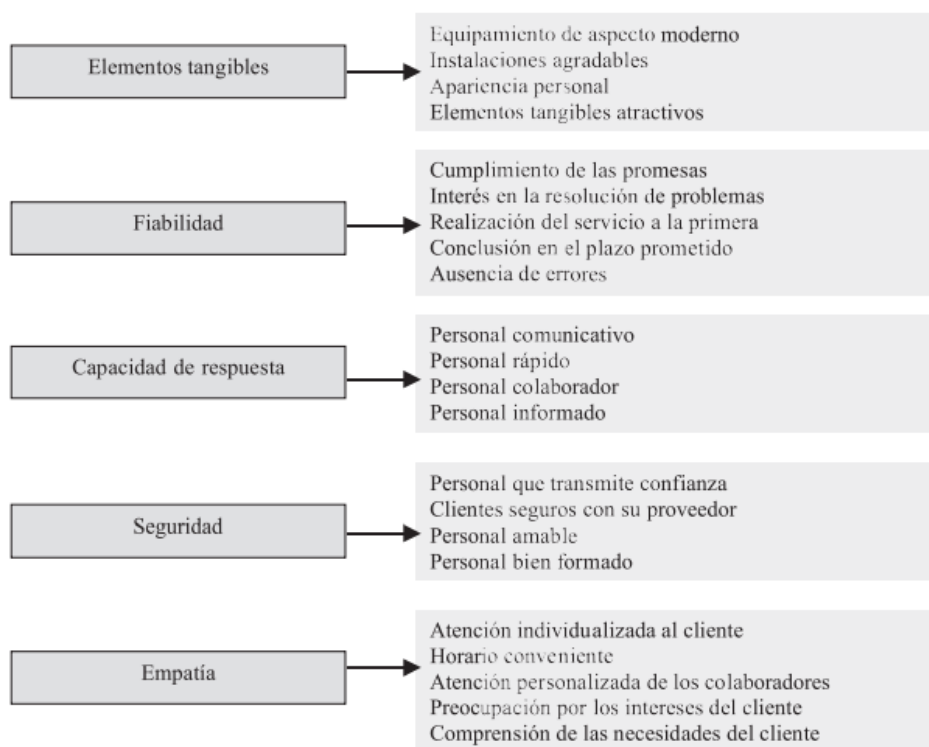 Elementos tangibles
Equipamiento de aspecto moderno
Instalaciones agradables
Apariencia personal
Elementos tangibles atractivos
Fiabilidad
Cumplimiento de las promesas
Interés en la resolución de problemas
Realización del servicio a la primera
Conclusión en el plazo prometido
Ausencia de errores
Capacidad de respuesta
Personal comunicativo
Personal rápido
Personal colaborador
Personal informado
Seguridad
Personal que transmite confianza
Clientes seguros con su proveedor
Personal amable
Personal bien formado
Empatía
Atención individualizada al cliente
Horario conveniente
Atención personalizada de los colaboradores
Preocupación por los intereses del cliente
Comprensión de las necesidades del cliente